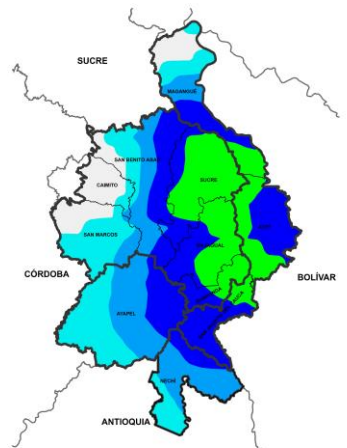 SUCRE
MAGANGUÉ
SAN BENITO ABAD
SUCRE
CAIMITO
SAN MARCOS
CÓRDOBA
BOLÍVAR
AYAPEL
NECHÍ
ANTIOQUIA